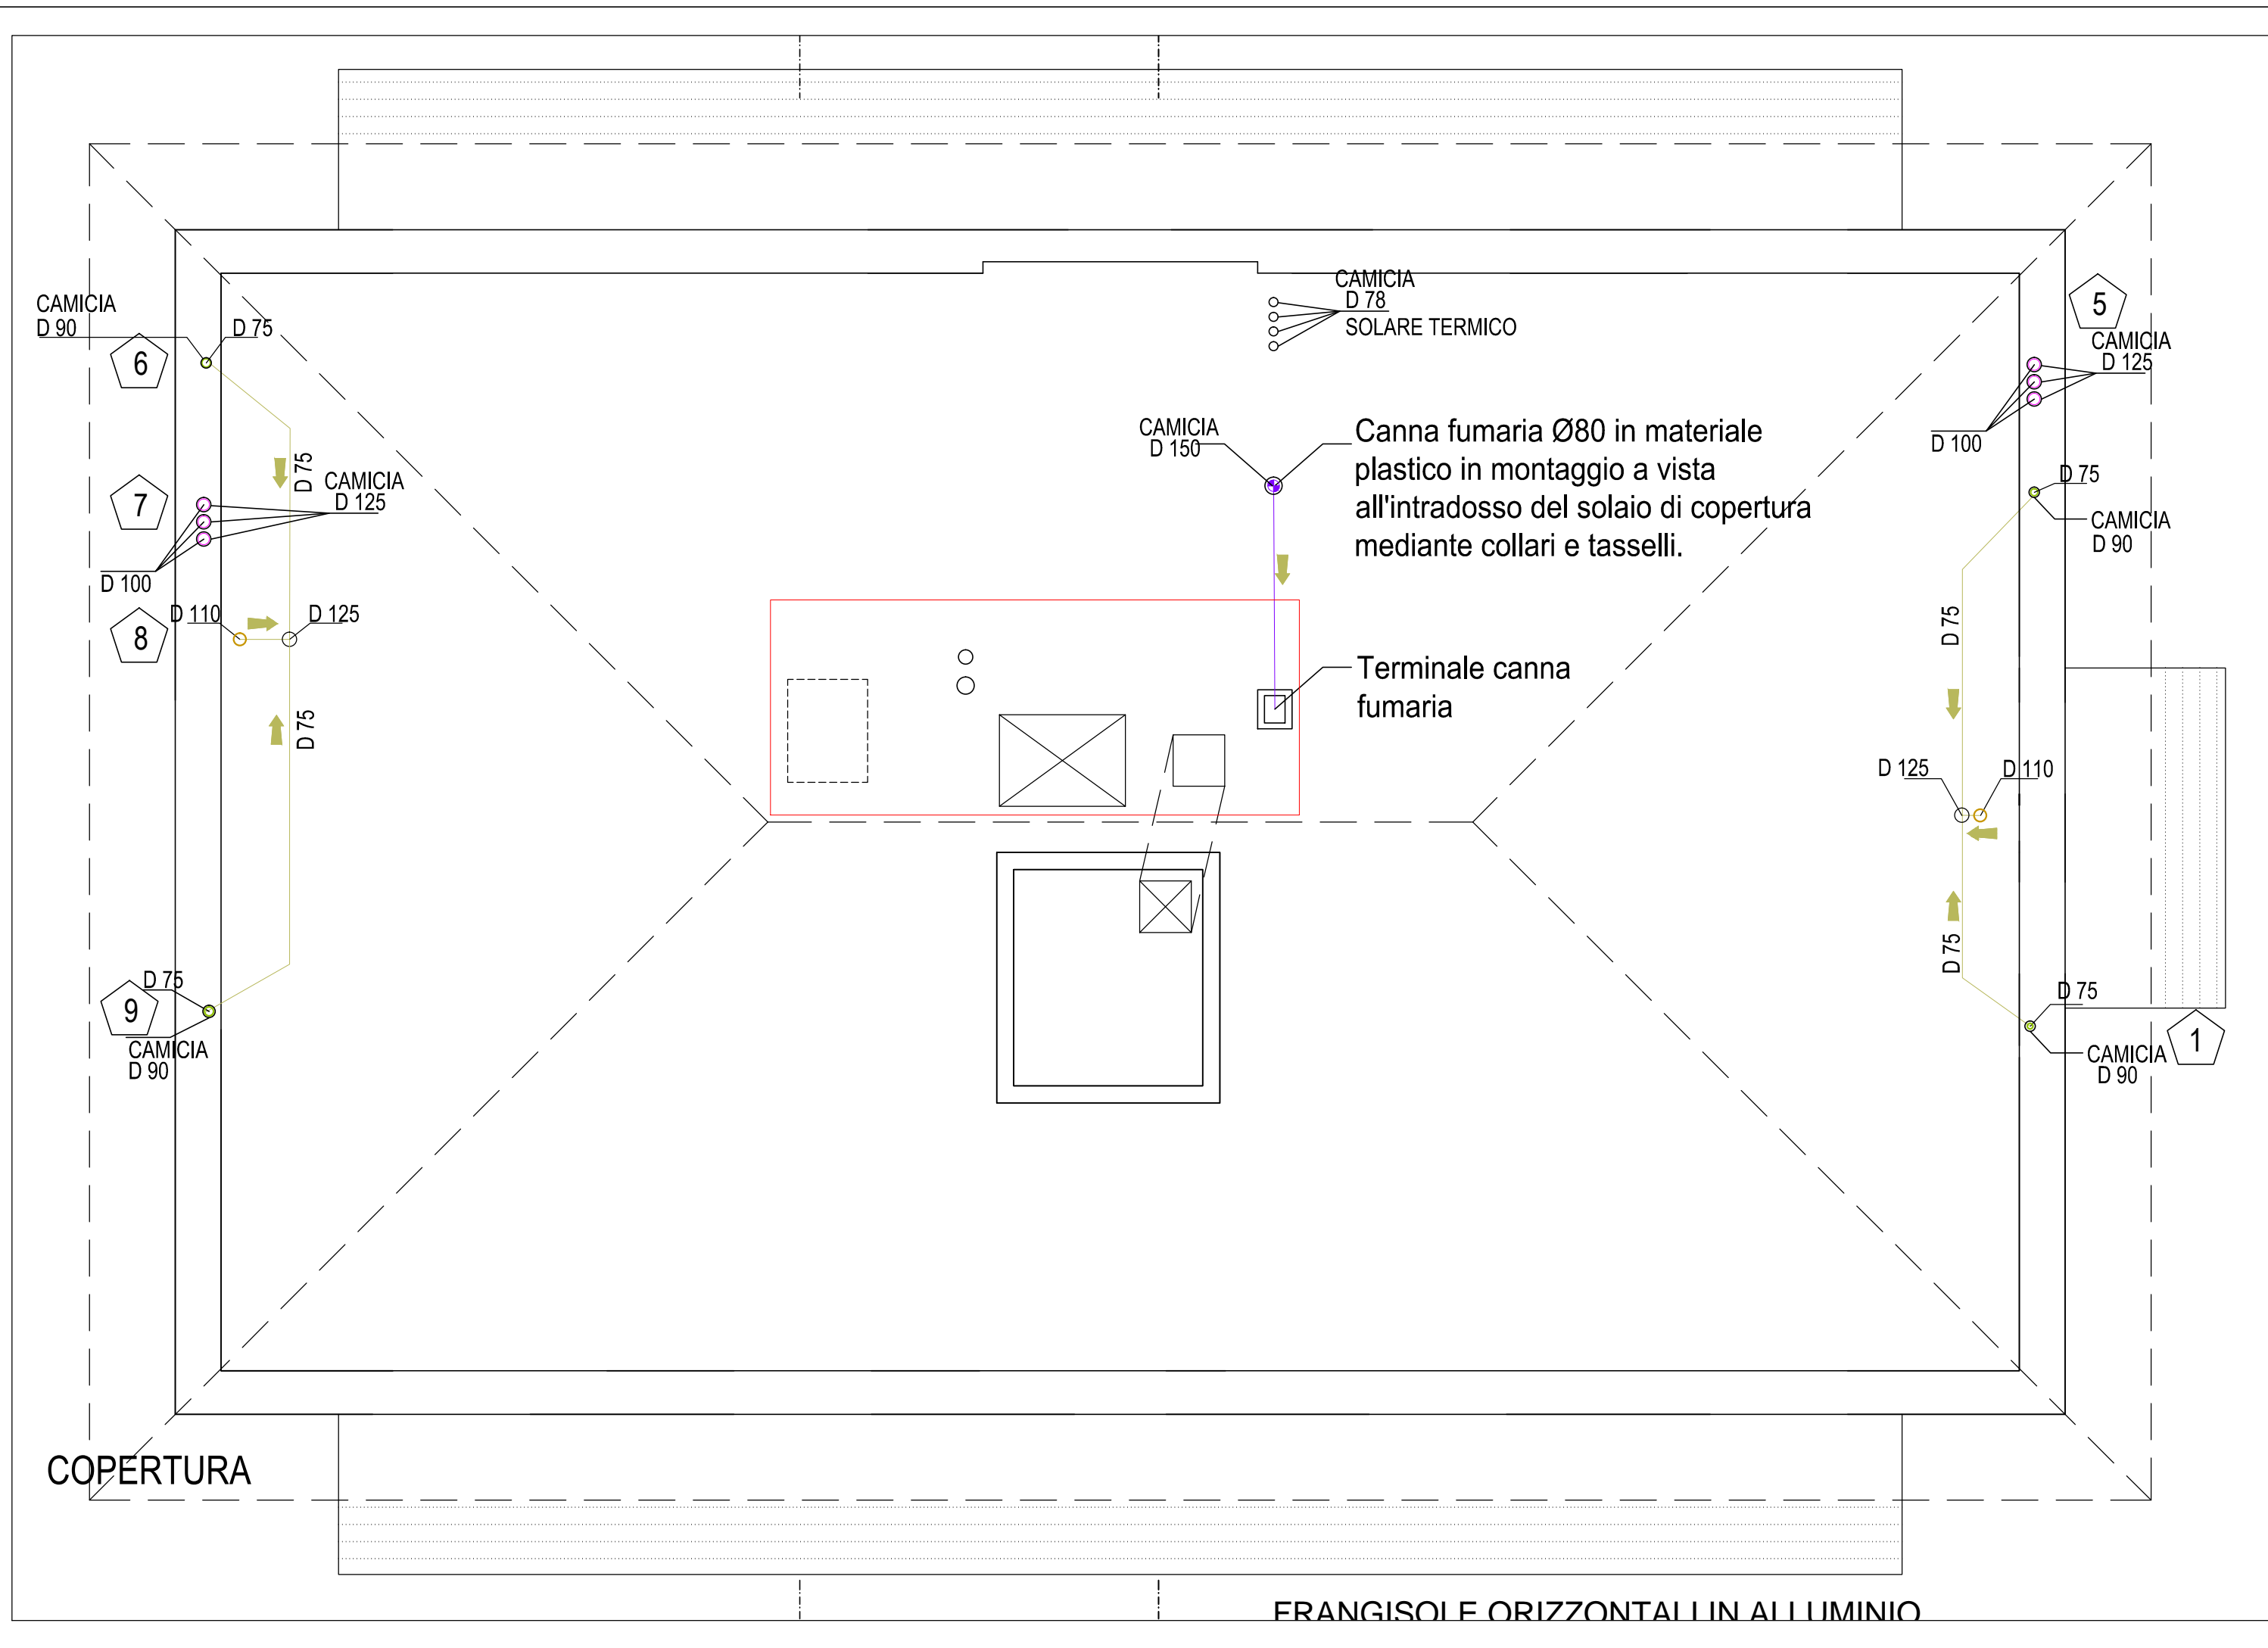 CAMICIA
D 90
D 75
6
D 75
CAMICIA
D 125
7
D 100
D 110
D 125
8
D 75
D 75
9
CAMICIA
D 90
CAMICIA
D 78
SOLARE TERMICO
CAMICIA
D 150
Canna fumaria Ø80 in materiale
plastico in montaggio a vista
all'intradosso del solaio di copertura
mediante collari e tasselli.
Terminale canna
fumaria
5
CAMICIA
D 125
D 100
D 75
CAMICIA
D 90
D 75
D 125
D 110
D 75
D 75
CAMICIA
D 90
1
COPERTURA
FRANGISOLE ORIZZONTALI IN ALLUMINIO